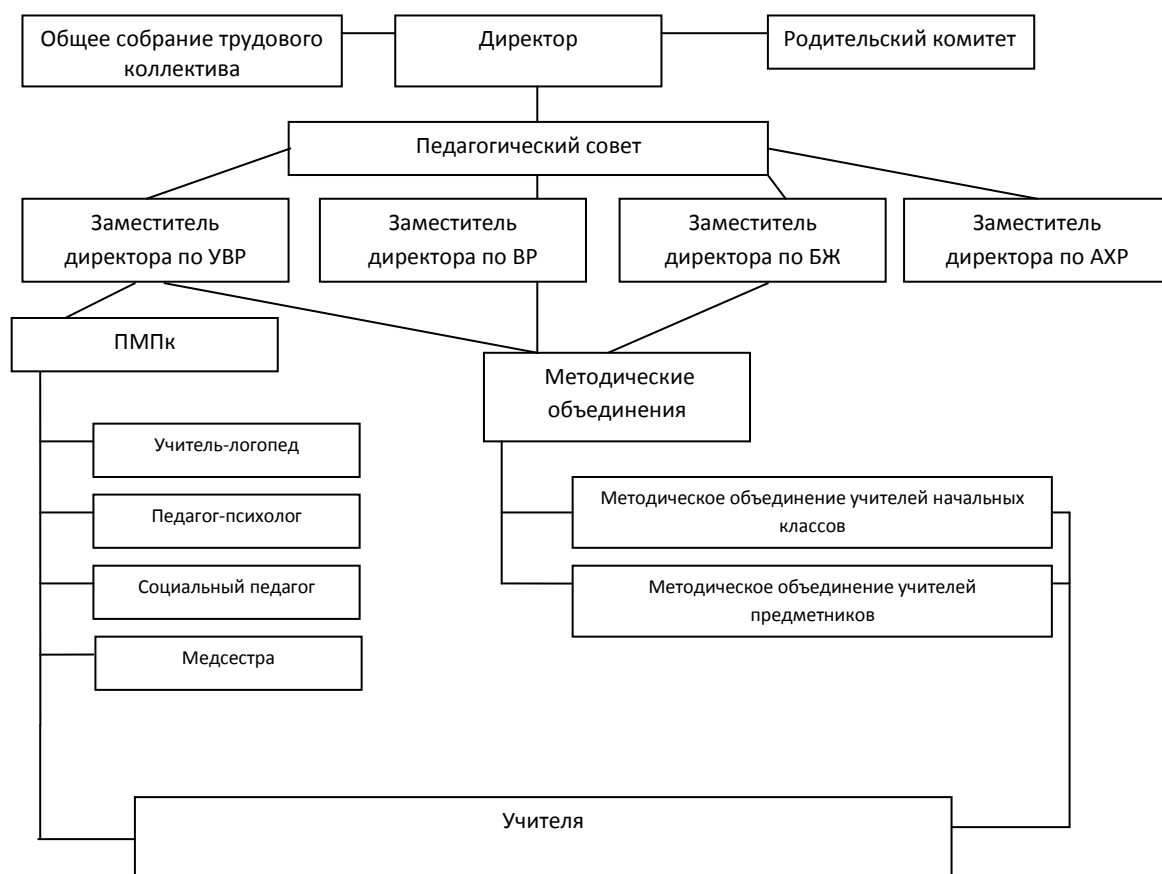 Общее собрание трудового
коллектива
Директор
Родительский комитет
Педагогический совет
Заместитель
директора по УВР
Заместитель
директора по ВР
Заместитель
директора по БЖ
Заместитель
директора по АХР
ПМПк
Методические
объединения
Учитель-логопед
Педагог-психолог
Социальный педагог
Медсестра
Методическое объединение учителей начальных
классов
Методическое объединение учителей
предметников
Учителя